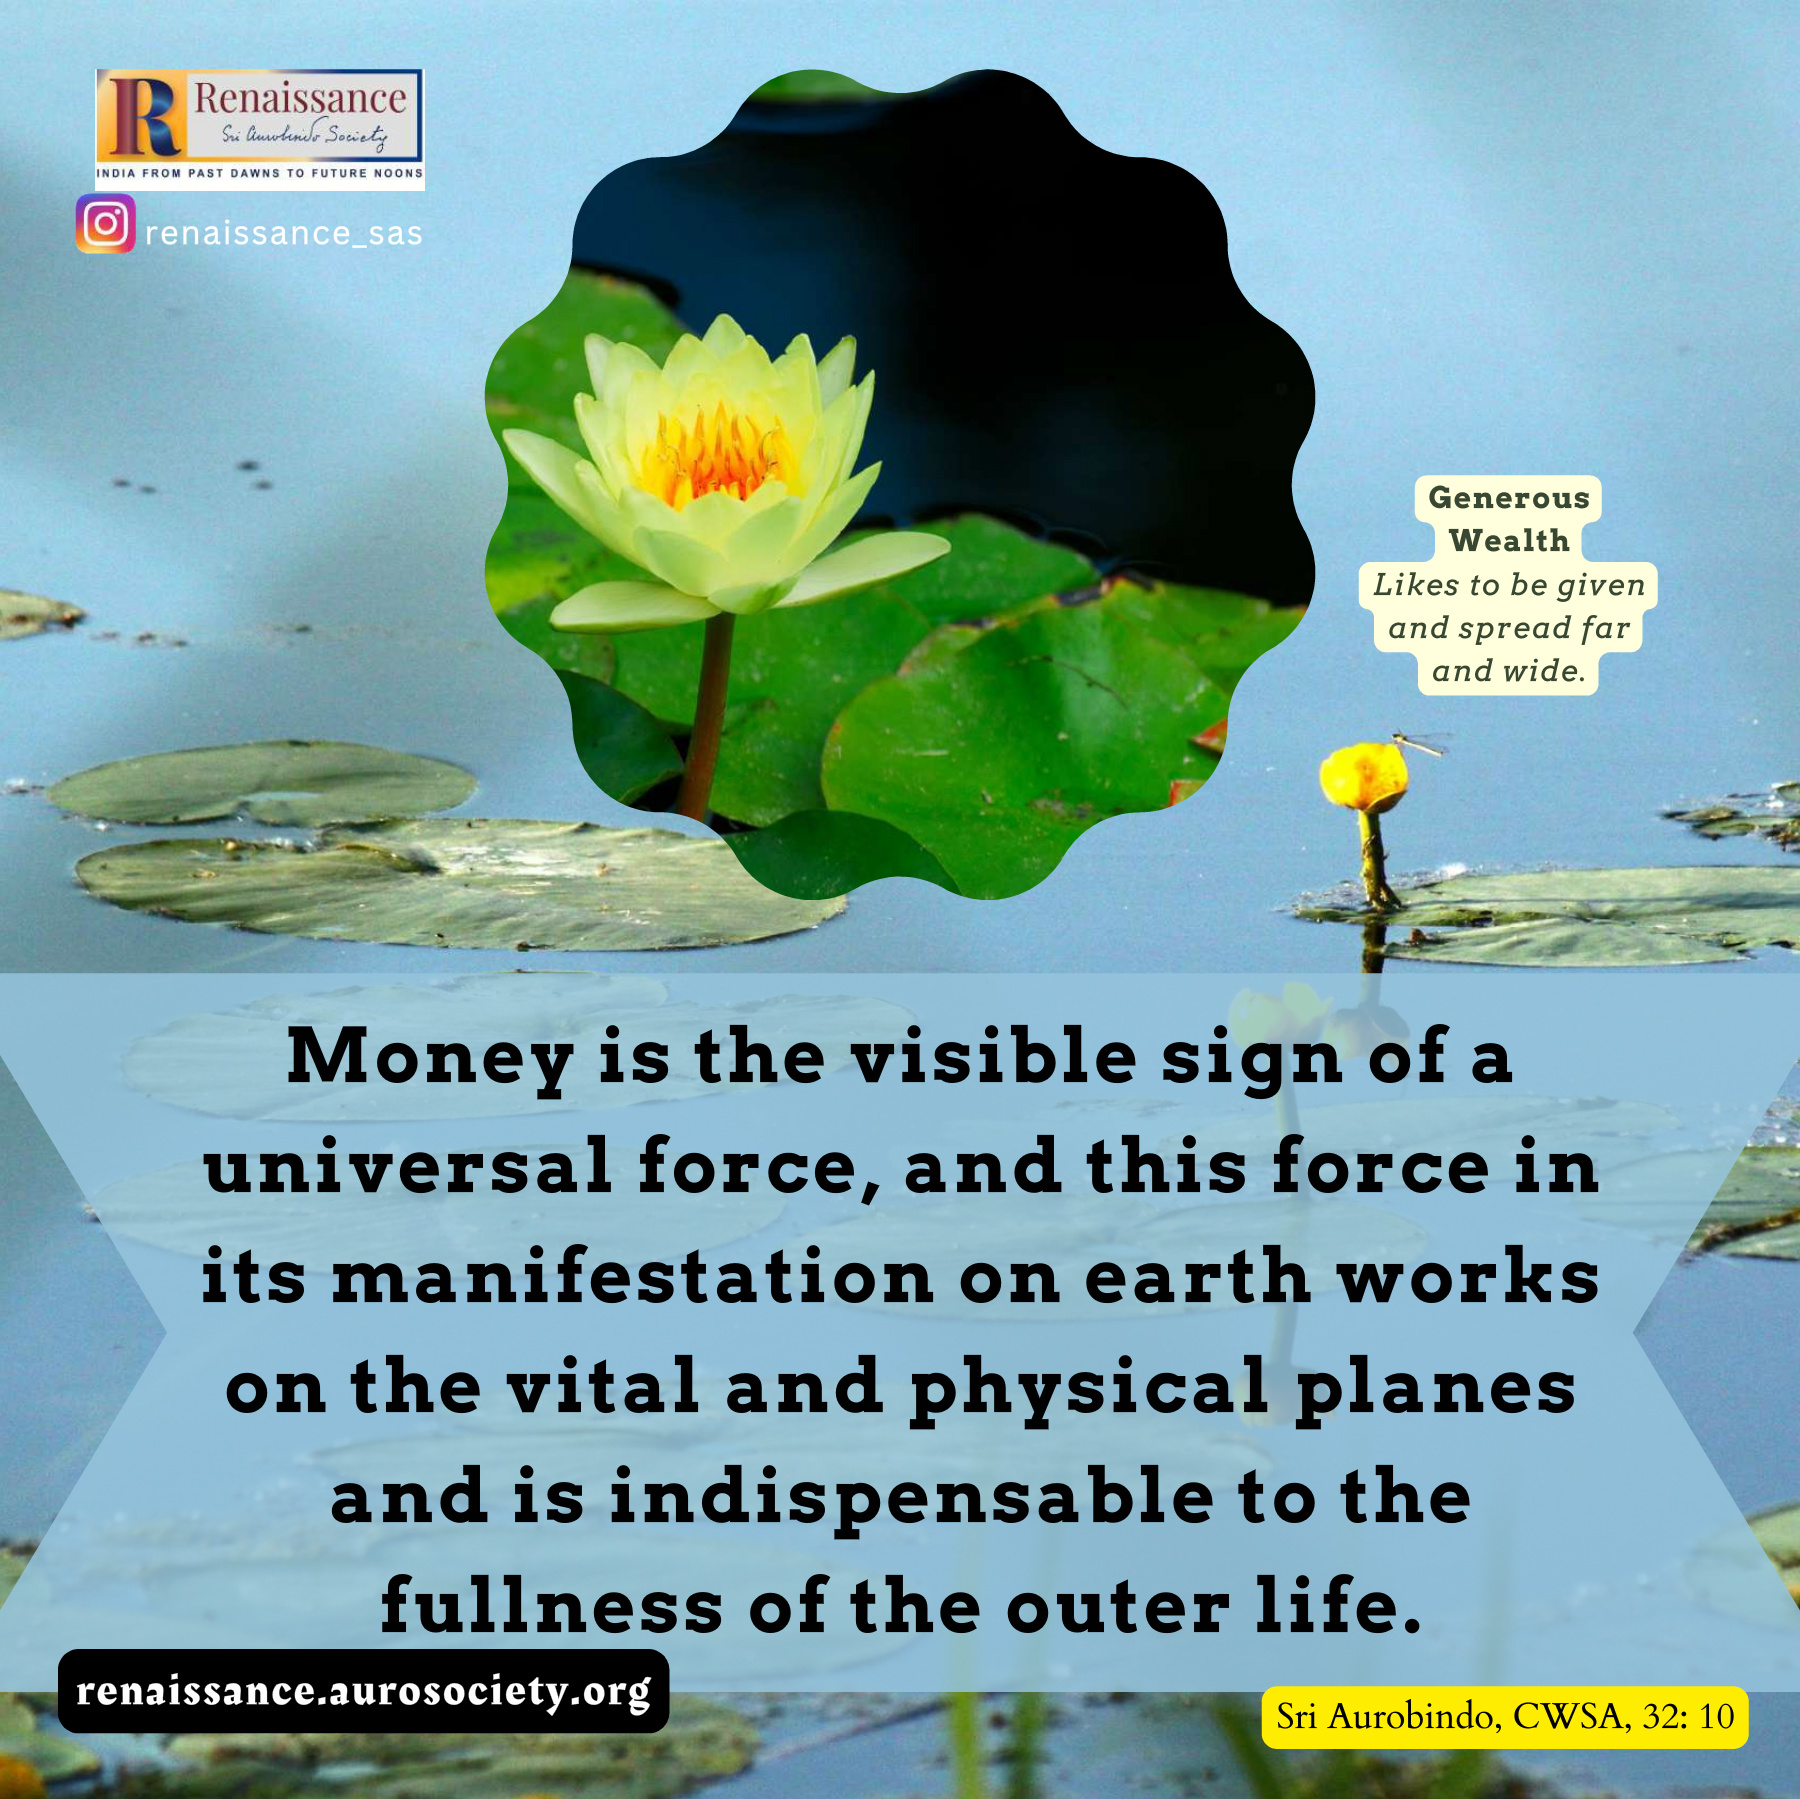 R Renaissance
Sri Aurobindo Society
INDIA FROM PAST DAWNS TO FUTURE NOONS
renaissance_sas
Generous
Wealth
Likes to be given
and spread far
and wide.
Money is the visible sign of a
universal force, and this force in
its manifestation on earth works
on the vital and physical planes
and is indispensable to the
fullness of the outer life.
renaissance.aurosociety.org
Sri Aurobindo, CWSA, 32: 10